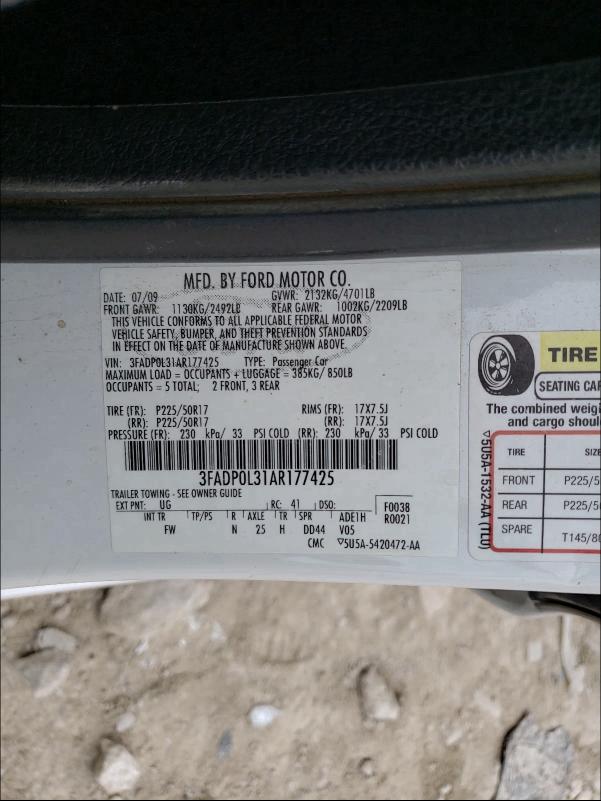 MFD. BY FORD MOTOR CO.
DATE: 07/09 GVWR: 2132KG/4701LB
FRONT GAWR: 1130KG/2492LB REAR GAWR: 1002KG/2209LB
THIS VEHICLE CONFORMS TO ALL APPLICABLE FEDERAL MOTOR
VEHICLE SAFETY, BUMPER, AND THEFT PREVENTION STANDARDS
IN EFFECT ON THE DATE OF MANUFACTURE SHOWN ABOVE.
VIN: 3FADP0L31AR177425 TYPE: Passenger Car
MAXIMUM LOAD = OCCUPANTS + LUGGAGE = 385KG/ 850LB
OCCUPANTS = 5 TOTAL; 2 FRONT, 3 REAR
TIRE (FR): P225/50R17 RIMS (FR): 17X7.5J
(RR): P225/50R17 (RR): 17X7.5J
PRESSURE (FR): 230 kPa/ 33 PSI COLD (RR): 230 kPa/ 33 PSI COLD
3FADP0L31AR177425
TRAILER TOWING - SEE OWNER GUIDE
EXT PNT: UG RC: 41 DSO: F0038
R0021
INT TR TP/PS R AXLE TR SPR ADE1H
FW N 25 H DD44 V05
CMC ▽5U5A-5420472-AA
TIRE
SEATING CAR
The combined weigh
and cargo shou
TIRE SIZE
FRONT P225/50
REAR P225/50
SPARE T145/80
▽5U5A-1532-AA (TL0)